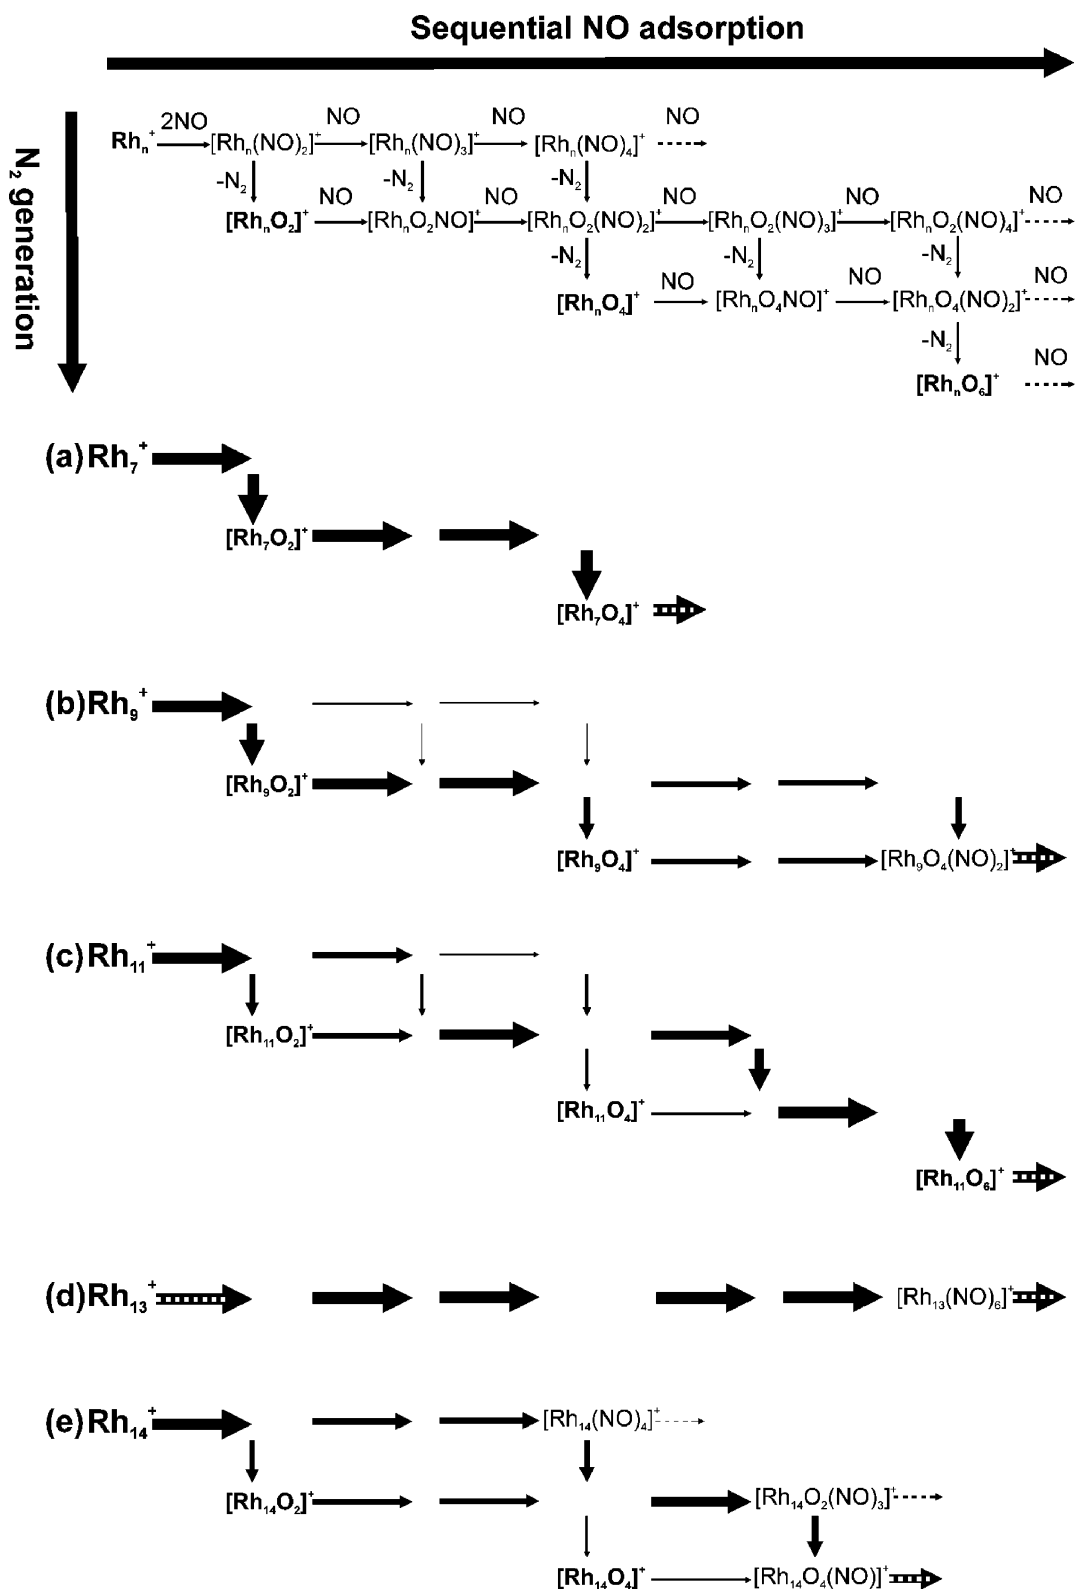 Sequential NO adsorption
N₂ generation
Rhₙ⁺ 2NO [Rhₙ(NO)₂]⁺ NO [Rhₙ(NO)₃]⁺ NO [Rhₙ(NO)₄]⁺ NO
-N₂ -N₂ -N₂
[RhₙO₂]⁺ NO [RhₙO₂NO]⁺ NO [RhₙO₂(NO)₂]⁺ NO [RhₙO₂(NO)₃]⁺ NO [RhₙO₂(NO)₄]⁺
-N₂ -N₂ -N₂
[RhₙO₄]⁺ NO [RhₙO₄NO]⁺ NO [RhₙO₄(NO)₂]⁺ NO
-N₂
[RhₙO₆]⁺ NO
(a) Rh₇⁺
[Rh₇O₂]⁺
[Rh₇O₄]⁺
(b) Rh₉⁺
[Rh₉O₂]⁺
[Rh₉O₄]⁺ [Rh₉O₄(NO)₂]⁺
(c) Rh₁₁⁺
[Rh₁₁O₂]⁺
[Rh₁₁O₄]⁺
[Rh₁₁O₆]⁺
(d) Rh₁₃⁺ [Rh₁₃(NO)₆]⁺
(e) Rh₁₄⁺ [Rh₁₄(NO)₄]⁺
[Rh₁₄O₂]⁺ [Rh₁₄O₂(NO)₃]⁺
[Rh₁₄O₄]⁺ [Rh₁₄O₄(NO)]⁺